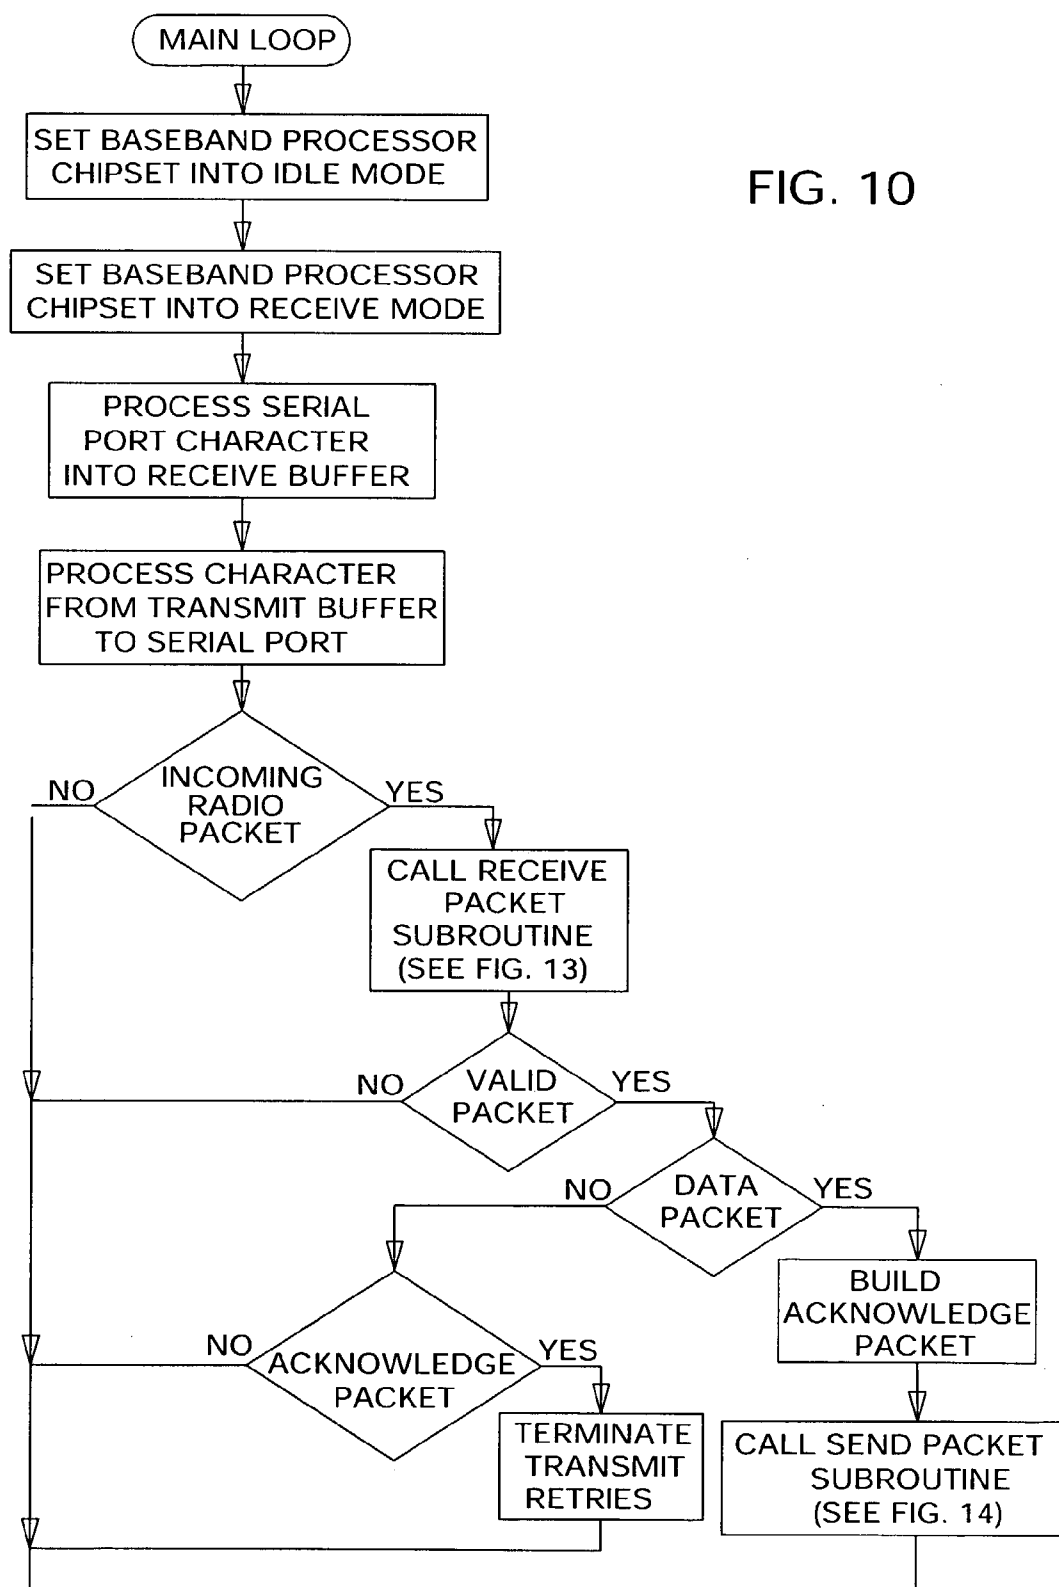 MAIN LOOP
SET BASEBAND PROCESSOR
CHIPSET INTO IDLE MODE
FIG. 10
SET BASEBAND PROCESSOR
CHIPSET INTO RECEIVE MODE
PROCESS SERIAL
PORT CHARACTER
INTO RECEIVE BUFFER
PROCESS CHARACTER
FROM TRANSMIT BUFFER
TO SERIAL PORT
INCOMING
RADIO
PACKET
NO
YES
CALL RECEIVE
PACKET
SUBROUTINE
(SEE FIG. 13)
VALID
PACKET
NO
YES
DATA
PACKET
NO
YES
BUILD
ACKNOWLEDGE
PACKET
ACKNOWLEDGE
PACKET
NO
YES
TERMINATE
TRANSMIT
RETRIES
CALL SEND PACKET
SUBROUTINE
(SEE FIG. 14)